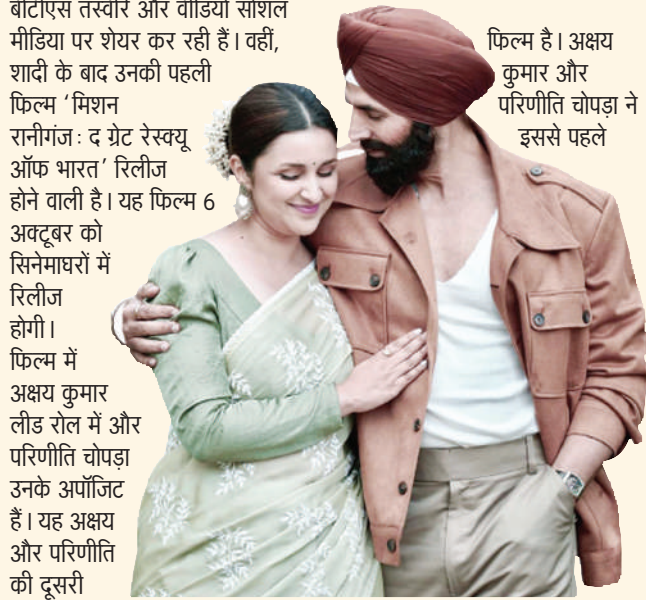 बीटीएस तस्वीरें और वीडियो सोशल
मीडिया पर शेयर कर रही हैं। वहीं,
शादी के बाद उनकी पहली
फिल्म ‘मिशन
रानीगंज : द ग्रेट रेस्क्यू
ऑफ भारत’ रिलीज
होने वाली है। यह फिल्म 6
अक्टूबर को
सिनेमाघरों में
रिलीज
होगी।
फिल्म में
अक्षय कुमार
लीड रोल में और
परिणीति चोपड़ा
उनके अपॉजिट
हैं। यह अक्षय
और परिणीति
की दूसरी
फिल्म है। अक्षय
कुमार और
परिणीति चोपड़ा ने
इससे पहले